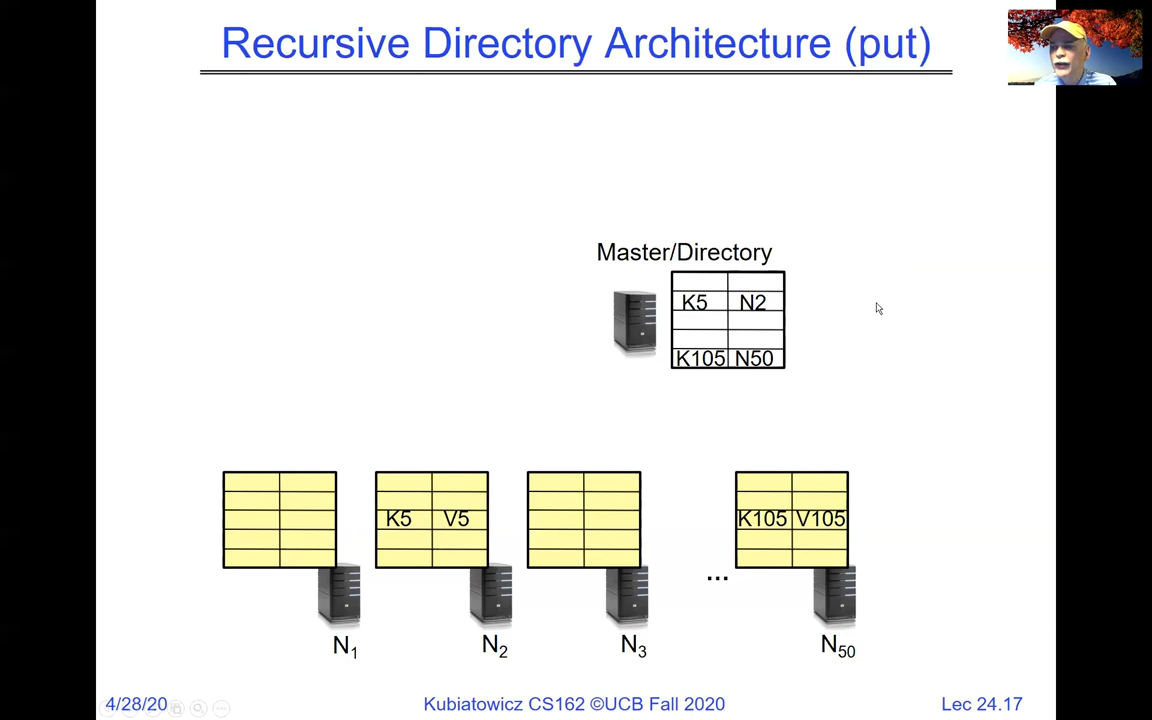 Recursive Directory Architecture (put)
Master/Directory
K5 N2
K105 N50
K5 V5
K105 V105
...
N1 N2 N3 N50
4/28/20 Kubiatowicz CS162 ©UCB Fall 2020 Lec 24.17